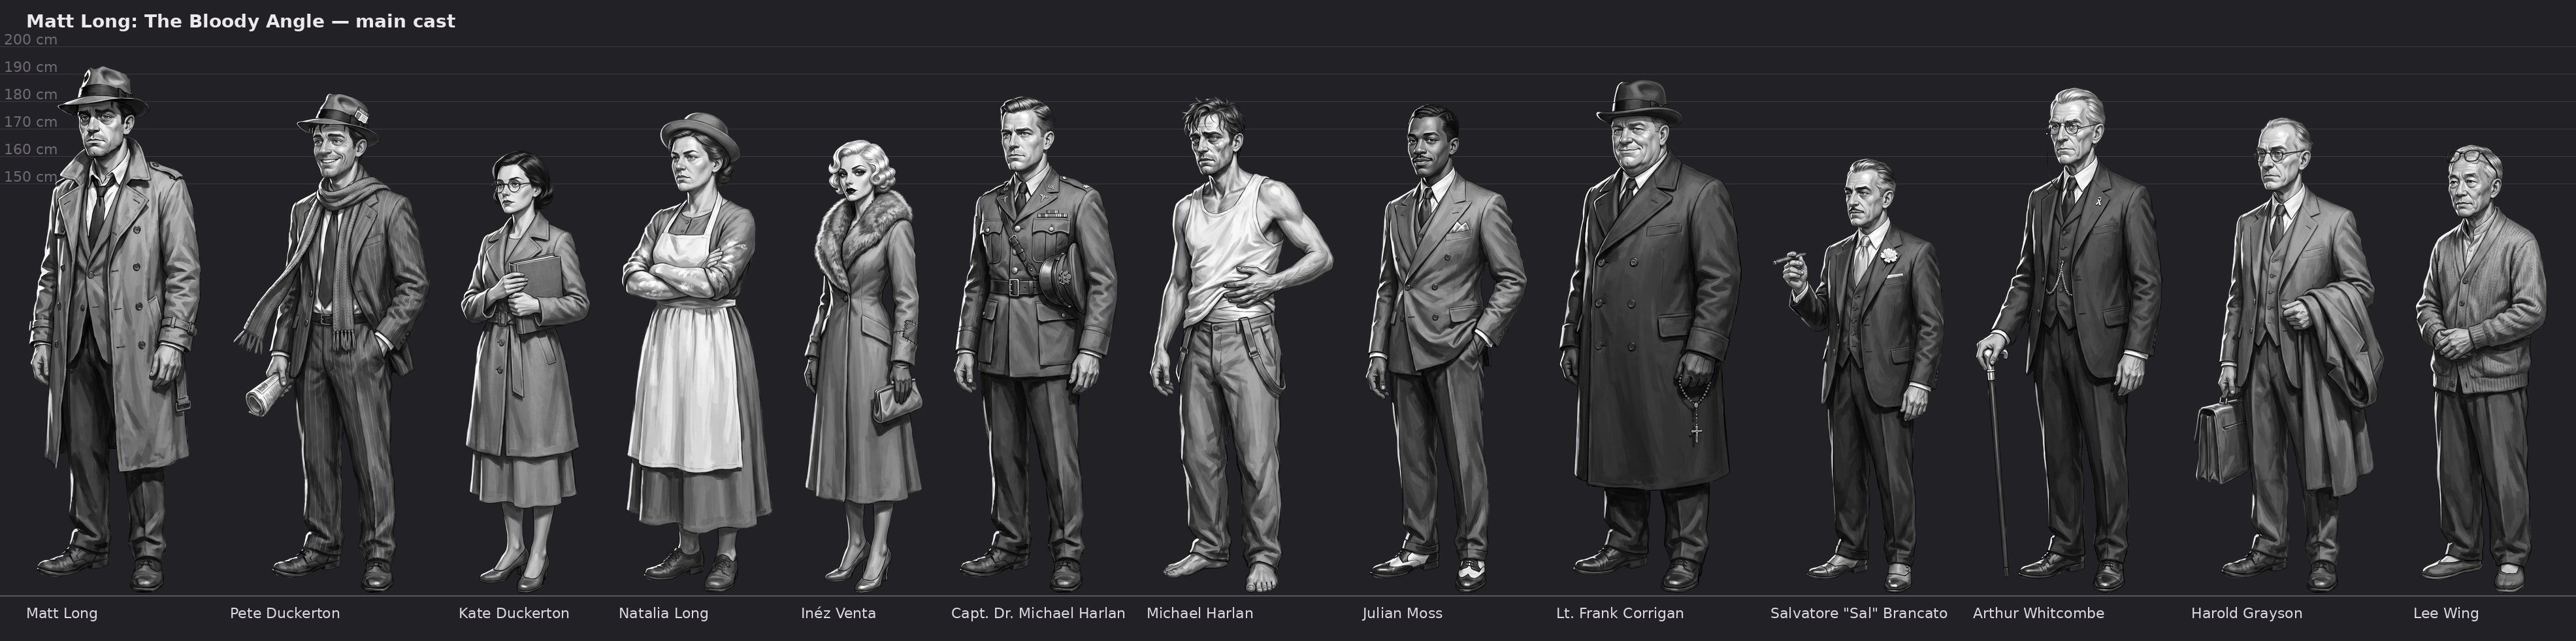 Matt Long: The Bloody Angle — main cast
200 cm
190 cm
180 cm
170 cm
160 cm
150 cm
Matt Long
Pete Duckerton
Kate Duckerton
Natalia Long
Inéz Venta
Capt. Dr. Michael Harlan
Michael Harlan
Julian Moss
Lt. Frank Corrigan
Salvatore "Sal" Brancato
Arthur Whitcombe
Harold Grayson
Lee Wing